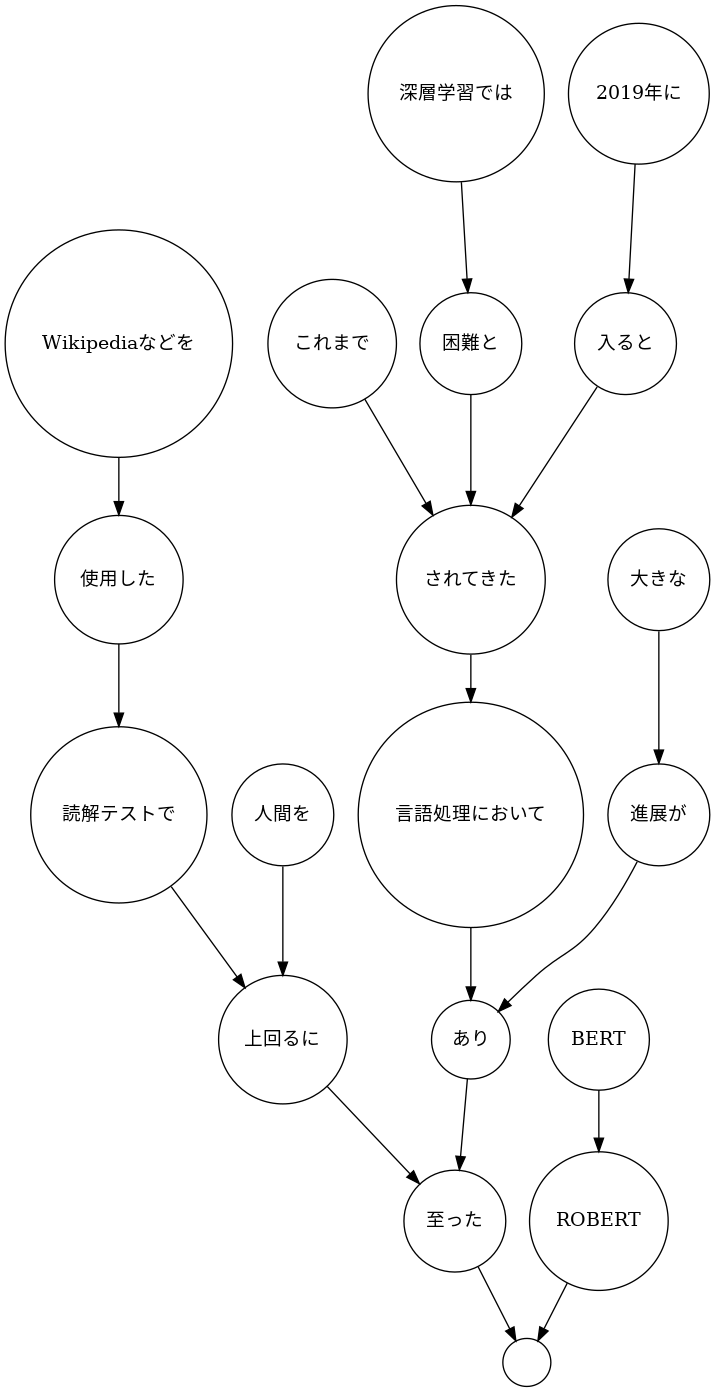 深層学習では
2019年に
Wikipediaなどを
これまで
困難と
入ると
使用した
されてきた
大きな
読解テストで
人間を
言語処理において
進展が
上回るに
あり
BERT
至った
ROBERT